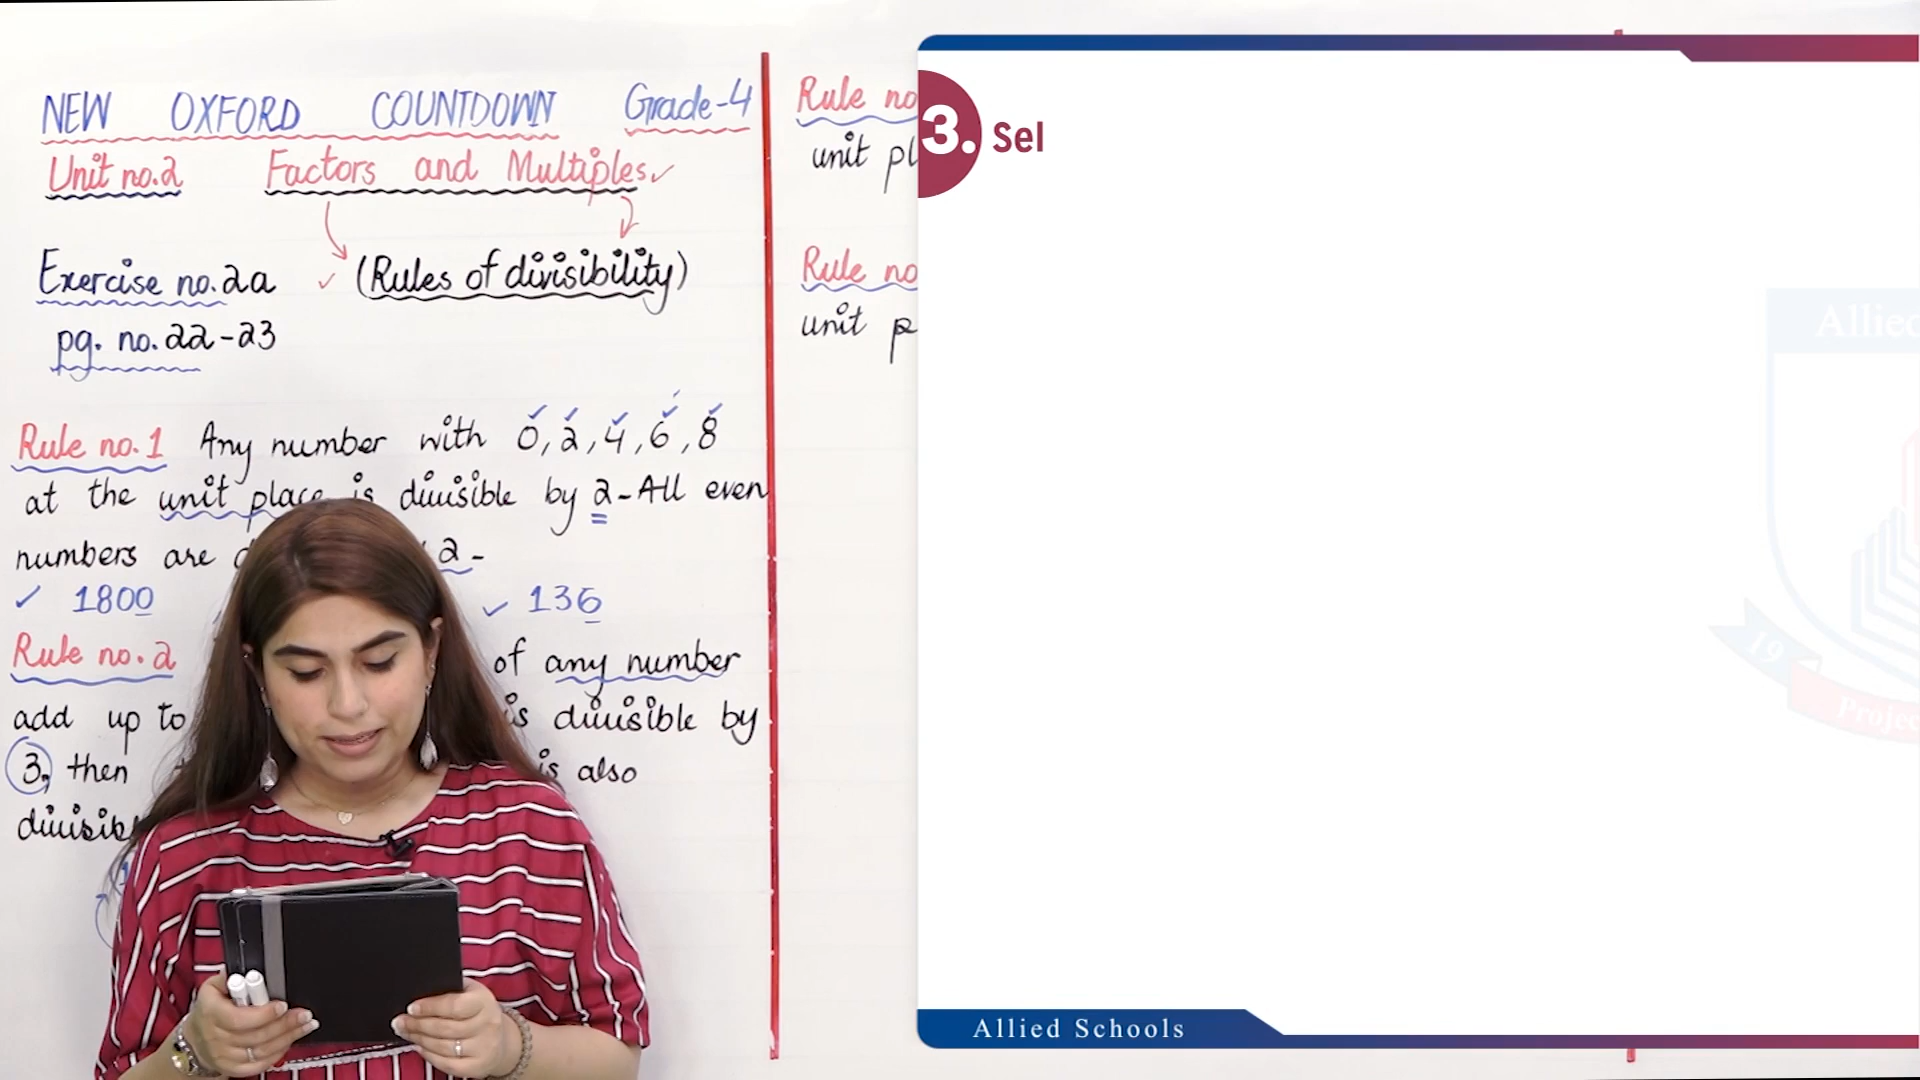 NEW OXFORD COUNTDOWN Grade-4
Unit no.2 Factors and Multiples
Exercise no.2a (Rules of divisibility)
pg. no.22-23
Rule no.1 Any number with 0,2,4,6,8
at the unit place is divisible by 2-All even
numbers are 2-
1800 136
Rule no.2 of any number
add up to is divisible by
3, then is also
Rule no
unit
Rule no
unit
3. Sel
Allied
19
Allied Schools